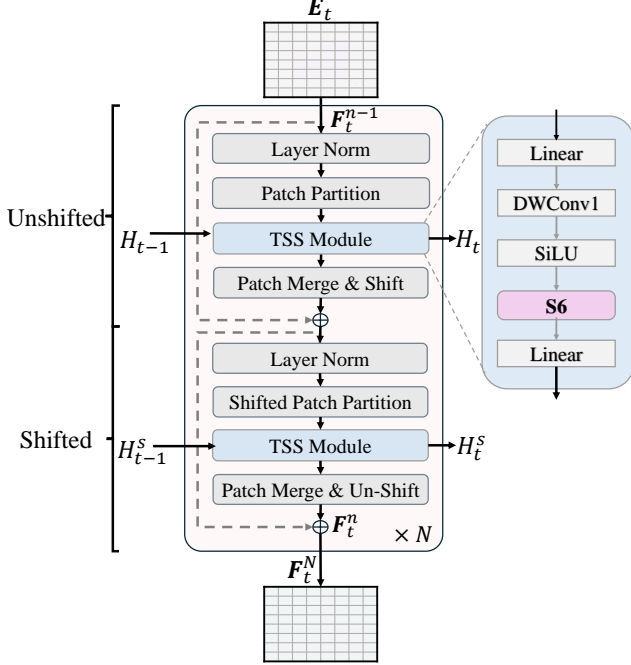 E_t
F_t^{n-1}
Layer Norm
Patch Partition
Unshifted
H_{t-1}
TSS Module
H_t
Patch Merge & Shift
Layer Norm
Shifted Patch Partition
Shifted
H_{t-1}^s
TSS Module
H_t^s
Patch Merge & Un-Shift
F_t^n
× N
F_t^N
Linear
DWConv1
SiLU
S6
Linear